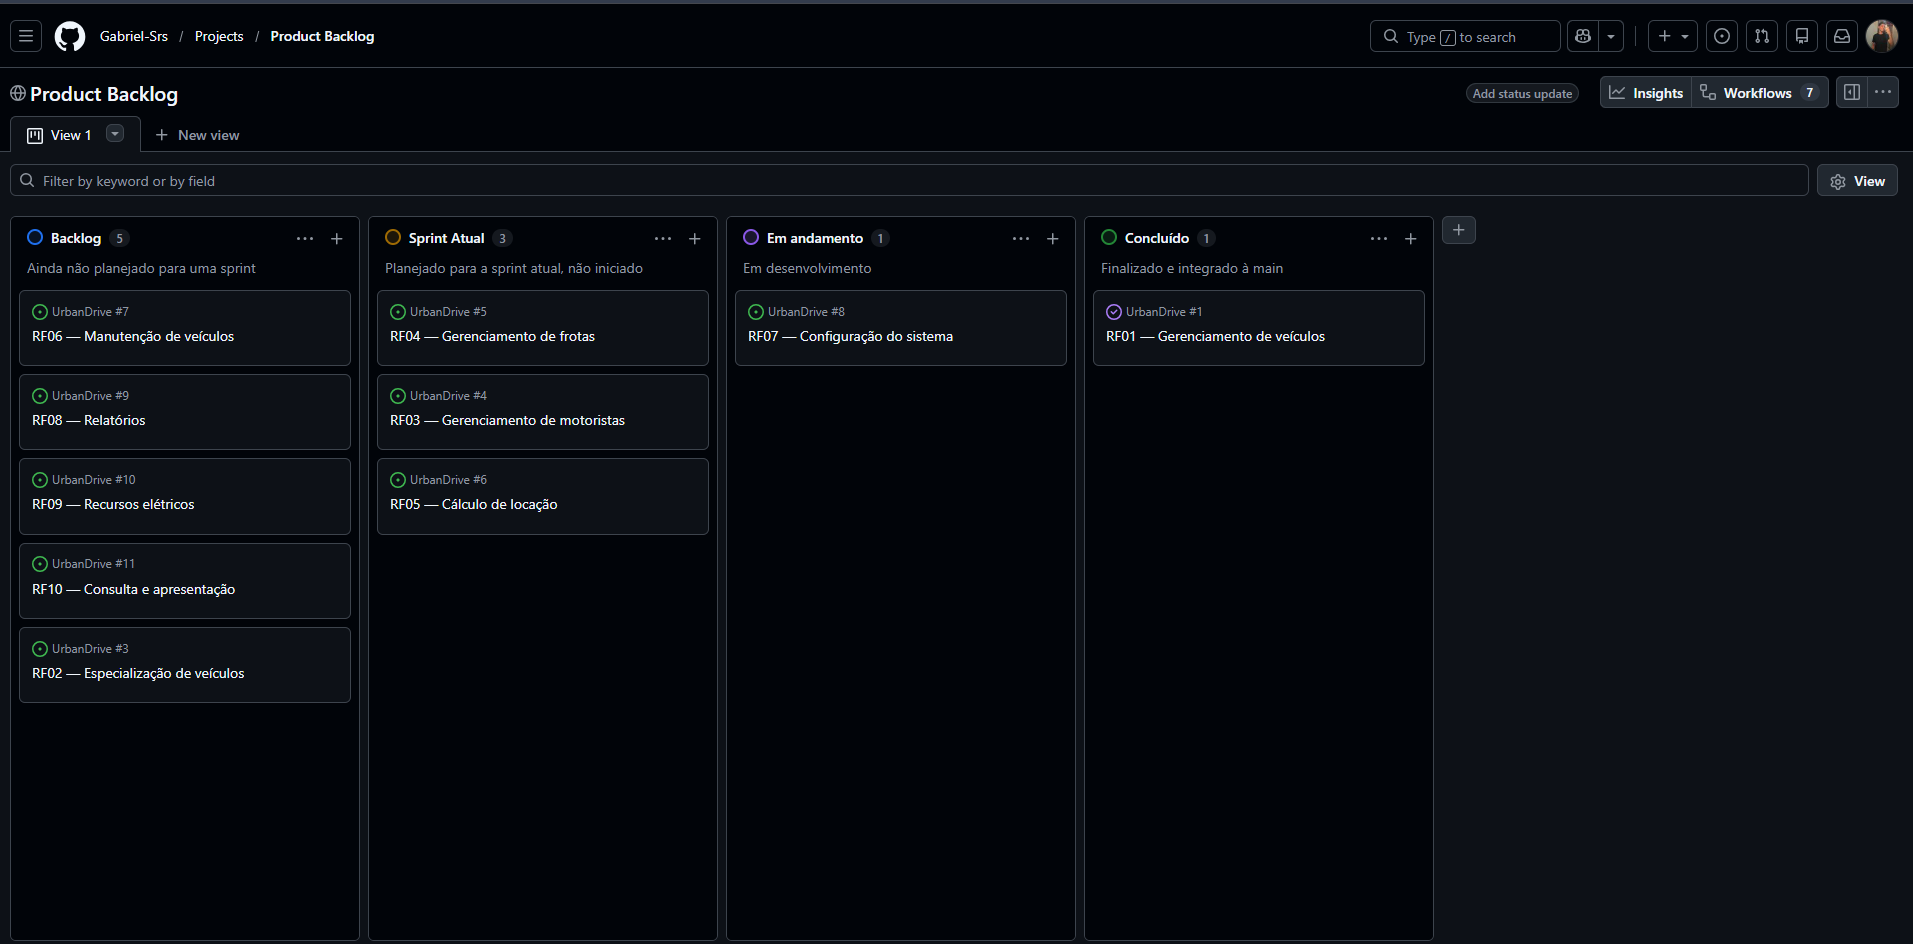 Gabriel-Srs / Projects / Product Backlog
Type / to search
Product Backlog
Add status update
Insights
Workflows 7
View 1
New view
Filter by keyword or by field
View
Backlog 5
Ainda não planejado para uma sprint
UrbanDrive #7
RF06 — Manutenção de veículos
UrbanDrive #9
RF08 — Relatórios
UrbanDrive #10
RF09 — Recursos elétricos
UrbanDrive #11
RF10 — Consulta e apresentação
UrbanDrive #3
RF02 — Especialização de veículos
Sprint Atual 3
Planejado para a sprint atual, não iniciado
UrbanDrive #5
RF04 — Gerenciamento de frotas
UrbanDrive #4
RF03 — Gerenciamento de motoristas
UrbanDrive #6
RF05 — Cálculo de locação
Em andamento 1
Em desenvolvimento
UrbanDrive #8
RF07 — Configuração do sistema
Concluído 1
Finalizado e integrado à main
UrbanDrive #1
RF01 — Gerenciamento de veículos